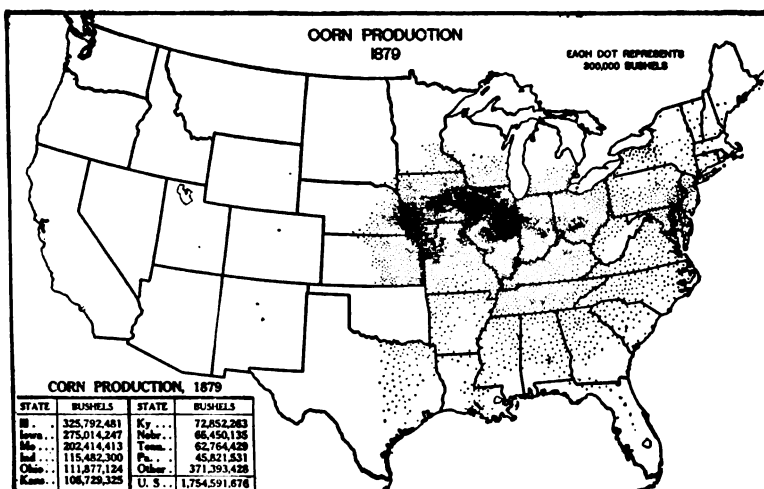 CORN PRODUCTION
1879
EACH DOT REPRESENTS
300,000 BUSHELS
CORN PRODUCTION, 1879
STATE BUSHELS STATE BUSHELS
Ill. . 325,792,481 Ky . . . 72,852,263
Iowa . . 275,014,247 Nebr . . 65,450,135
Mo . . . 202,414,413 Tenn. . 62,764,429
Ind . . . 115,482,300 Pa. . . 45,821,531
Ohio . . 111,877,124 Other . 371,393,428
Kans. . 105,729,325 U. S . . 1,754,591,676